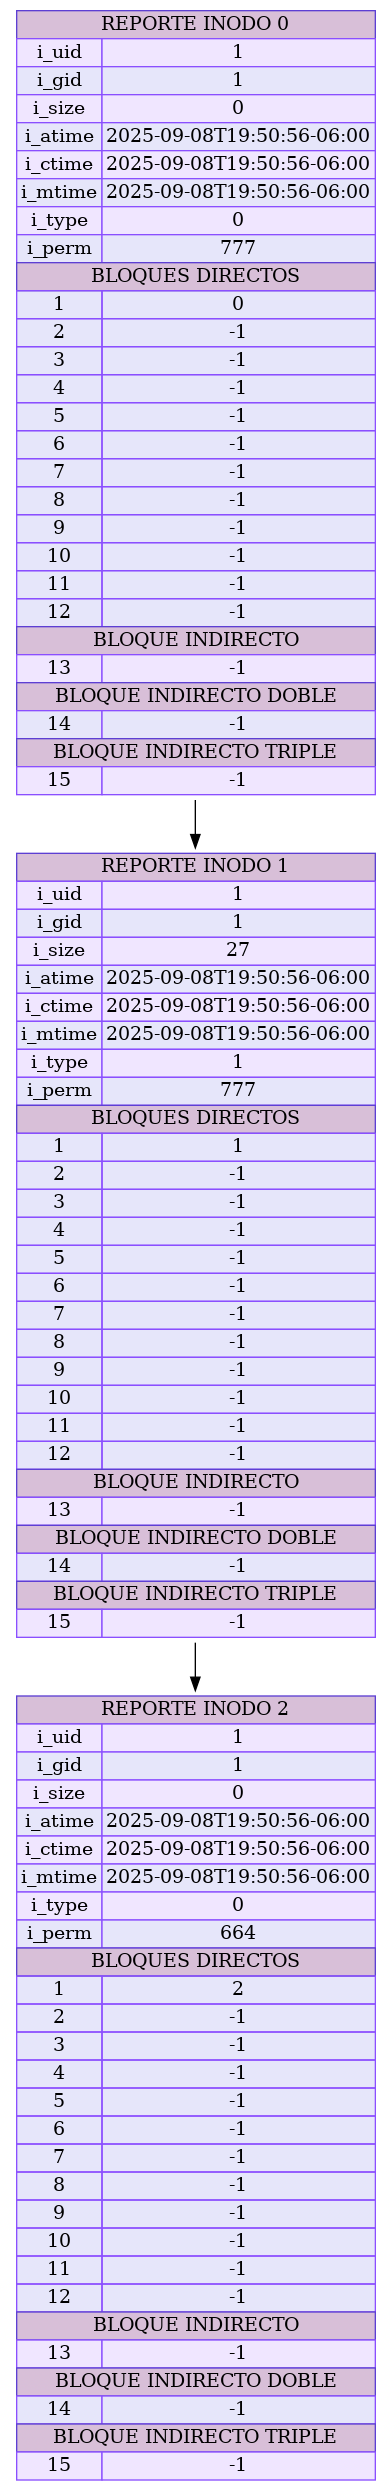 REPORTE INODO 0
i_uid 1
i_gid 1
i_size 0
i_atime 2025-09-08T19:50:56-06:00
i_ctime 2025-09-08T19:50:56-06:00
i_mtime 2025-09-08T19:50:56-06:00
i_type 0
i_perm 777
BLOQUES DIRECTOS
1 0
2 -1
3 -1
4 -1
5 -1
6 -1
7 -1
8 -1
9 -1
10 -1
11 -1
12 -1
BLOQUE INDIRECTO
13 -1
BLOQUE INDIRECTO DOBLE
14 -1
BLOQUE INDIRECTO TRIPLE
15 -1
REPORTE INODO 1
i_uid 1
i_gid 1
i_size 27
i_atime 2025-09-08T19:50:56-06:00
i_ctime 2025-09-08T19:50:56-06:00
i_mtime 2025-09-08T19:50:56-06:00
i_type 1
i_perm 777
BLOQUES DIRECTOS
1 1
2 -1
3 -1
4 -1
5 -1
6 -1
7 -1
8 -1
9 -1
10 -1
11 -1
12 -1
BLOQUE INDIRECTO
13 -1
BLOQUE INDIRECTO DOBLE
14 -1
BLOQUE INDIRECTO TRIPLE
15 -1
REPORTE INODO 2
i_uid 1
i_gid 1
i_size 0
i_atime 2025-09-08T19:50:56-06:00
i_ctime 2025-09-08T19:50:56-06:00
i_mtime 2025-09-08T19:50:56-06:00
i_type 0
i_perm 664
BLOQUES DIRECTOS
1 2
2 -1
3 -1
4 -1
5 -1
6 -1
7 -1
8 -1
9 -1
10 -1
11 -1
12 -1
BLOQUE INDIRECTO
13 -1
BLOQUE INDIRECTO DOBLE
14 -1
BLOQUE INDIRECTO TRIPLE
15 -1